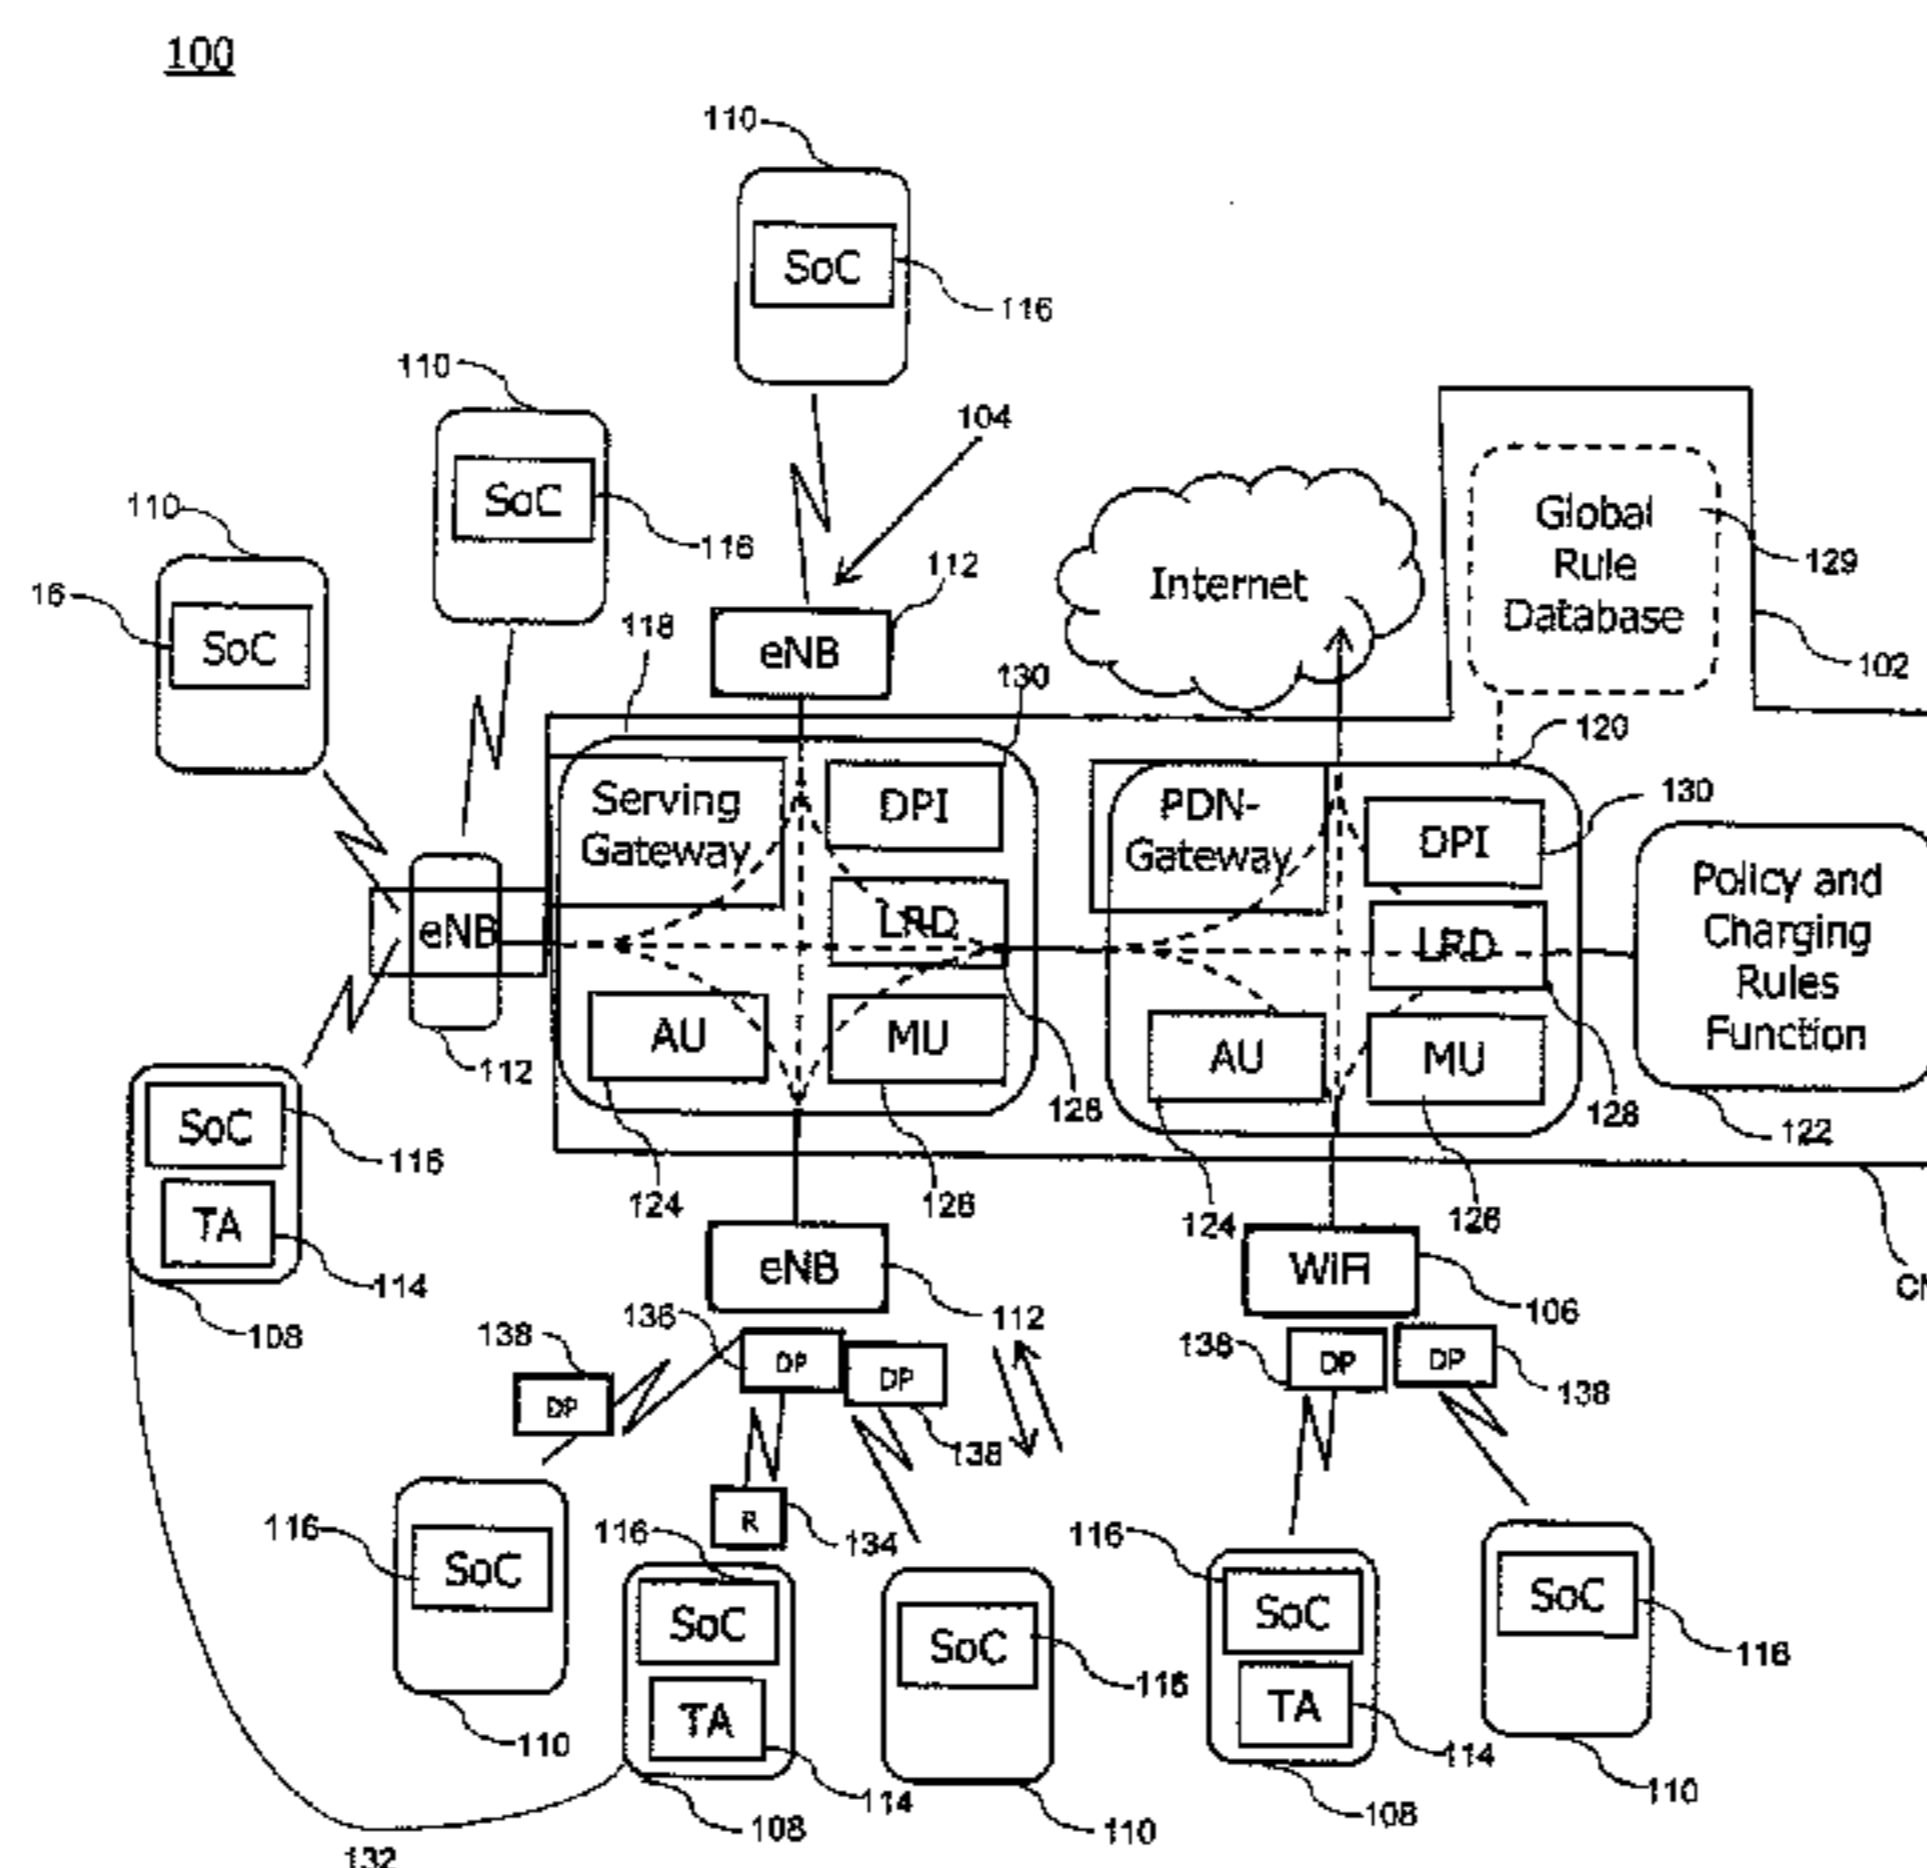 100
110
SoC
116
110
104
SoC
116
110
16
SoC
112
118
eNB
Internet
Global
Rule
Database
129
102
130
120
Serving
Gateway
DPI
PDN-
Gateway
DPI
130
Policy and
Charging
Rules
Function
eNB
LRD
LRD
AU
MU
AU
MU
112
128
128
122
SoC
116
124
126
124
126
TA
114
108
eNB
112
WiFi
106
138
136
DP
DP
DP
138
138
DP
DP
138
R
134
116
SoC
110
116
SoC
TA
114
108
SoC
116
110
116
SoC
TA
114
108
SoC
116
110
132